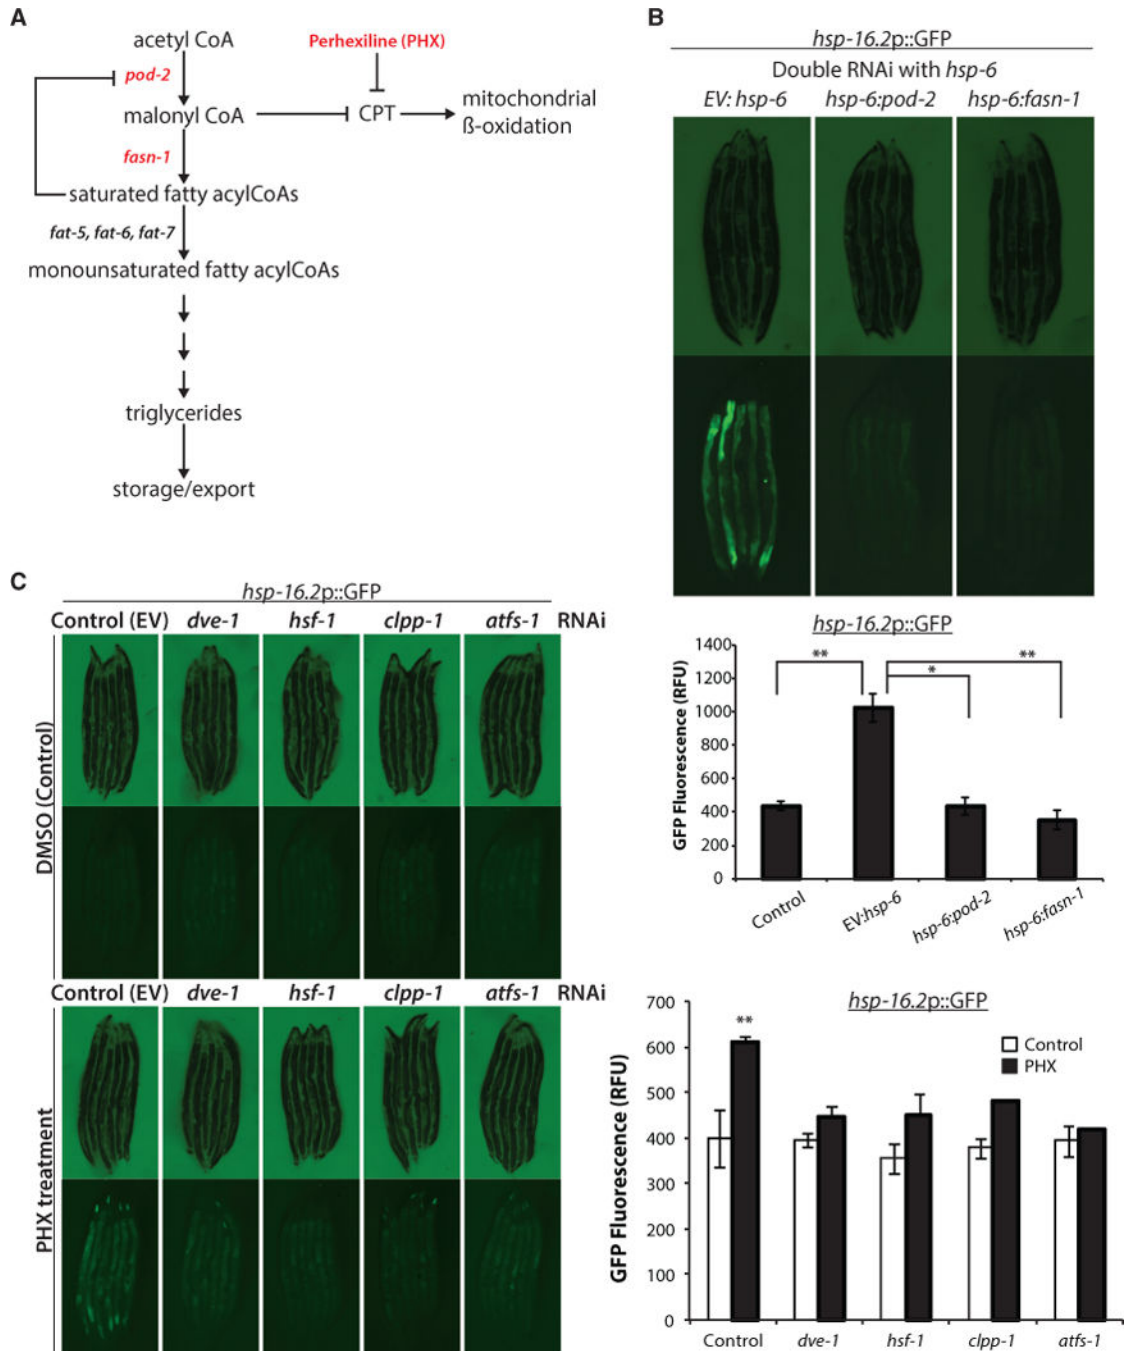 A
acetyl CoA
Perhexiline (PHX)
pod-2
malonyl CoA
CPT
mitochondrial
ß-oxidation
fasn-1
saturated fatty acylCoAs
fat-5, fat-6, fat-7
monounsaturated fatty acylCoAs
triglycerides
storage/export
B
hsp-16.2p::GFP
Double RNAi with hsp-6
EV: hsp-6 hsp-6:pod-2 hsp-6:fasn-1
hsp-16.2p::GFP
GFP Fluorescence (RFU)
1400
1200
1000
800
600
400
200
0
** * **
Control EV:hsp-6 hsp-6:pod-2 hsp-6:fasn-1
C
hsp-16.2p::GFP
Control (EV) dve-1 hsf-1 clpp-1 atfs-1 RNAi
DMSO (Control)
Control (EV) dve-1 hsf-1 clpp-1 atfs-1 RNAi
PHX treatment
hsp-16.2p::GFP
GFP Fluorescence (RFU)
700
600
500
400
300
200
100
0
**
Control
PHX
Control dve-1 hsf-1 clpp-1 atfs-1